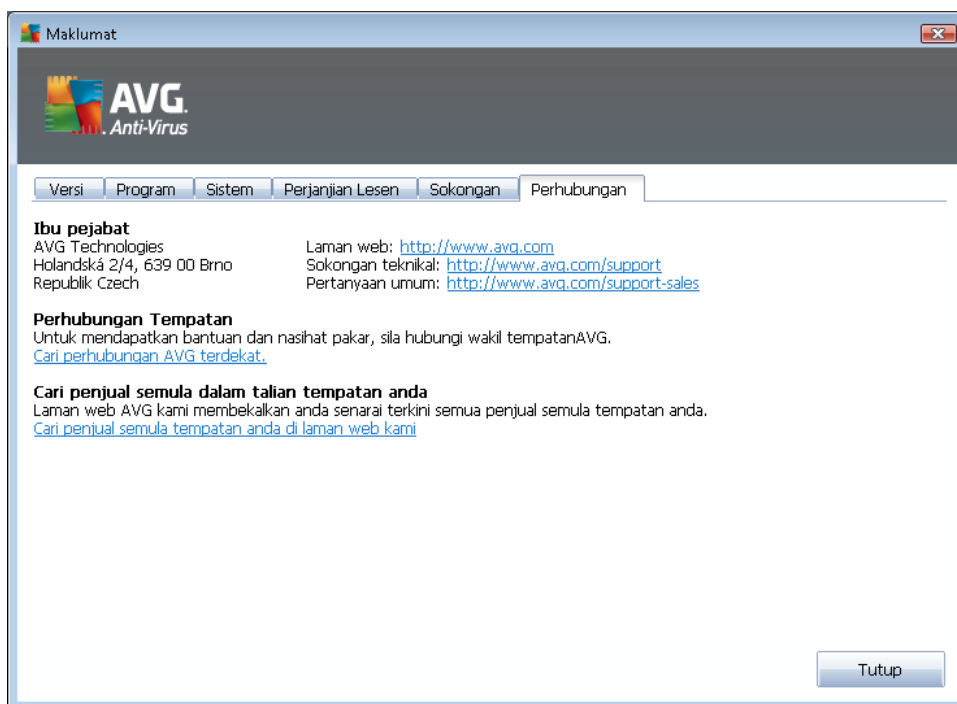 Maklumat
AVG.
Anti-Virus
Versi Program Sistem Perjanjian Lesen Sokongan Perhubungan
Ibu pejabat
AVG Technologies Laman web: http://www.avg.com
Holandská 2/4, 639 00 Brno Sokongan teknikal: http://www.avg.com/support
Republik Czech Pertanyaan umum: http://www.avg.com/support-sales
Perhubungan Tempatan
Untuk mendapatkan bantuan dan nasihat pakar, sila hubungi wakil tempatanAVG.
Cari perhubungan AVG terdekat.
Cari penjual semula dalam talian tempatan anda
Laman web AVG kami membekalkan anda senarai terkini semua penjual semula tempatan anda.
Cari penjual semula tempatan anda di laman web kami
Tutup